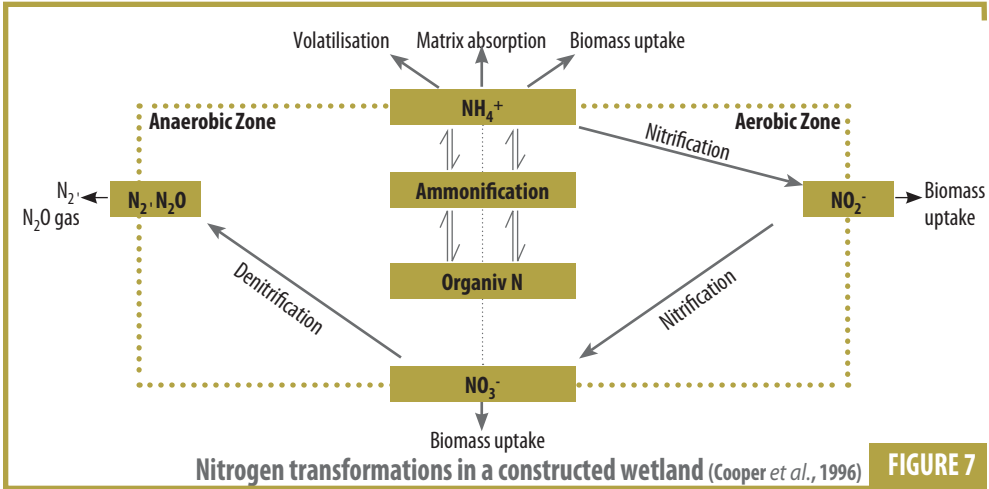 Volatilisation Matrix absorption Biomass uptake
NH₄⁺
Anaerobic Zone Aerobic Zone
Nitrification
N₂, N₂O gas
N₂, N₂O
Ammonification
NO₂⁻
Biomass uptake
Organiv N
Denitrification
Nitrification
NO₃⁻
Biomass uptake
Nitrogen transformations in a constructed wetland (Cooper et al., 1996) FIGURE 7